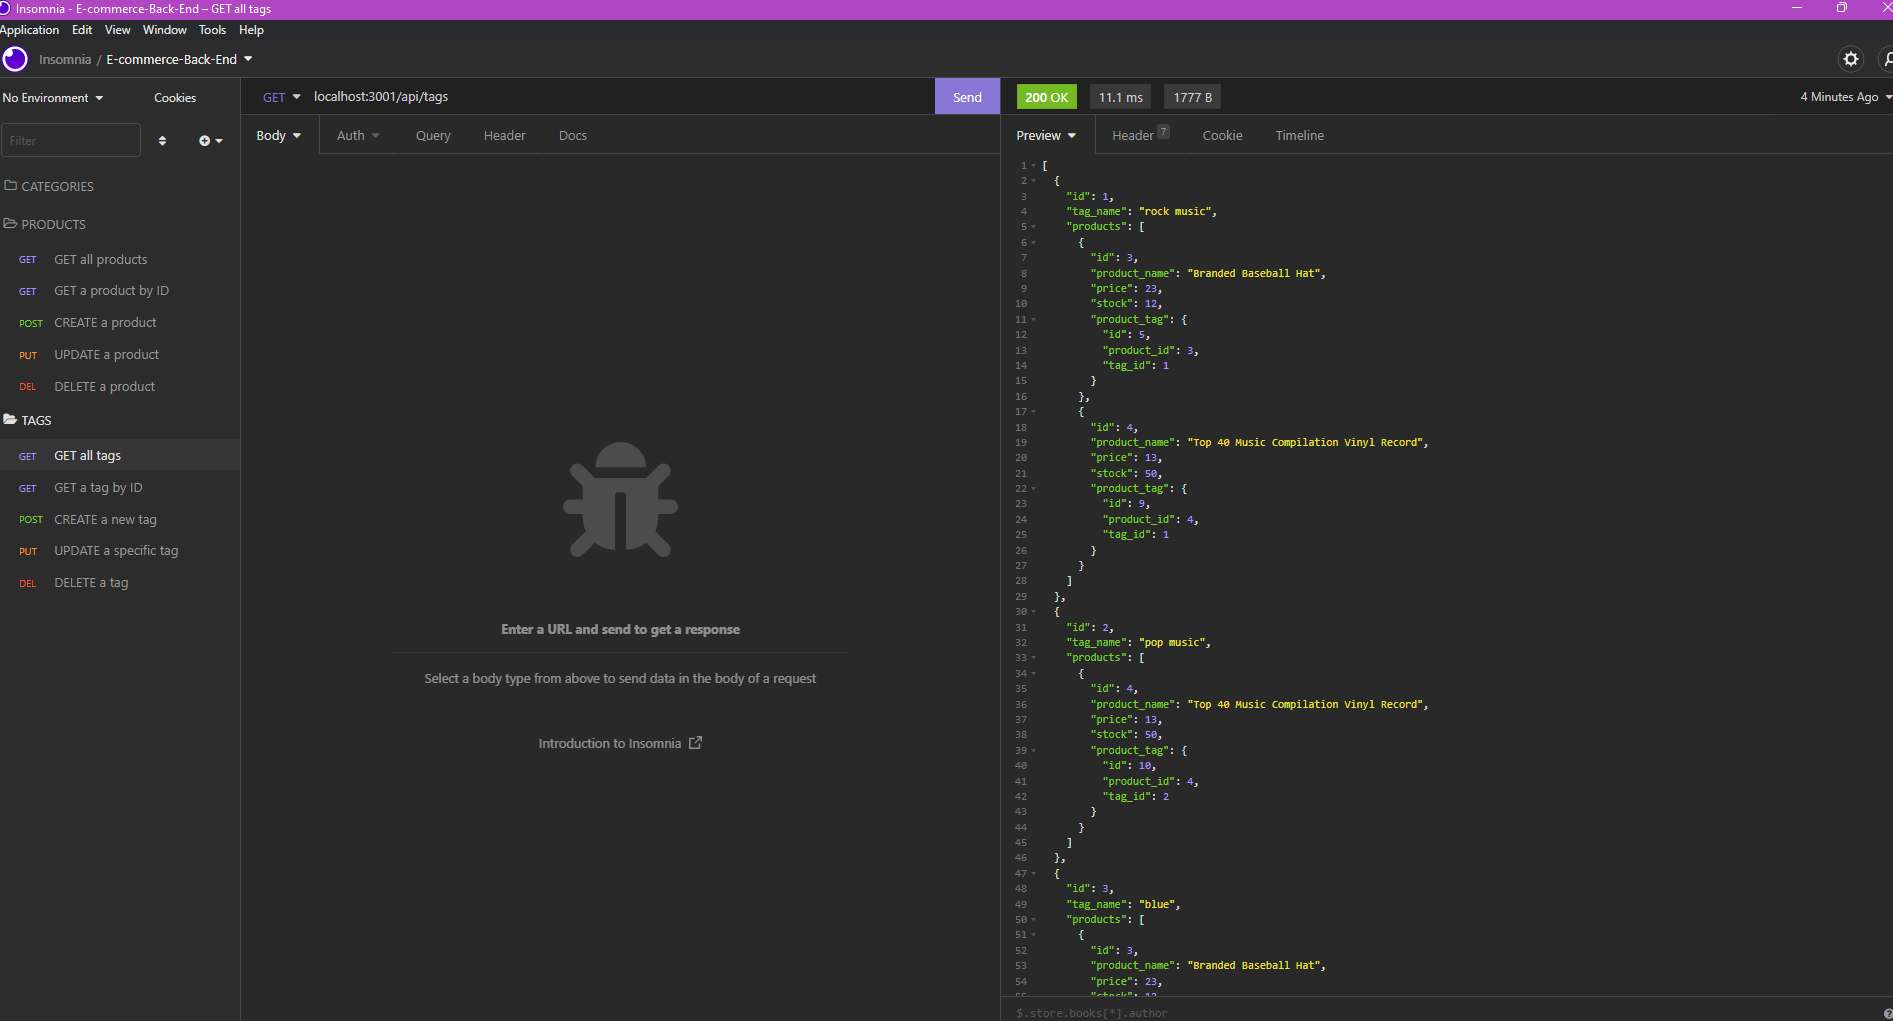 Insomnia - E-commerce-Back-End – GET all tags
Application Edit View Window Tools Help
Insomnia / E-commerce-Back-End
No Environment Cookies
Filter
CATEGORIES
PRODUCTS
GET GET all products
GET GET a product by ID
POST CREATE a product
PUT UPDATE a product
DEL DELETE a product
TAGS
GET GET all tags
GET GET a tag by ID
POST CREATE a new tag
PUT UPDATE a specific tag
DEL DELETE a tag
GET localhost:3001/api/tags Send
Body Auth Query Header Docs
Enter a URL and send to get a response
Select a body type from above to send data in the body of a request
Introduction to Insomnia
200 OK 11.1 ms 1777 B 4 Minutes Ago
Preview Header 7 Cookie Timeline
1 [
2 {
3 "id": 1,
4 "tag_name": "rock music",
5 "products": [
6 {
7 "id": 3,
8 "product_name": "Branded Baseball Hat",
9 "price": 23,
10 "stock": 12,
11 "product_tag": {
12 "id": 5,
13 "product_id": 3,
14 "tag_id": 1
15 }
16 },
17 {
18 "id": 4,
19 "product_name": "Top 40 Music Compilation Vinyl Record",
20 "price": 13,
21 "stock": 50,
22 "product_tag": {
23 "id": 9,
24 "product_id": 4,
25 "tag_id": 1
26 }
27 }
28 ]
29 },
30 {
31 "id": 2,
32 "tag_name": "pop music",
33 "products": [
34 {
35 "id": 4,
36 "product_name": "Top 40 Music Compilation Vinyl Record",
37 "price": 13,
38 "stock": 50,
39 "product_tag": {
40 "id": 10,
41 "product_id": 4,
42 "tag_id": 2
43 }
44 }
45 ]
46 },
47 {
48 "id": 3,
49 "tag_name": "blue",
50 "products": [
51 {
52 "id": 3,
53 "product_name": "Branded Baseball Hat",
54 "price": 23,
55 "stock": 12
$.store.books[*].author